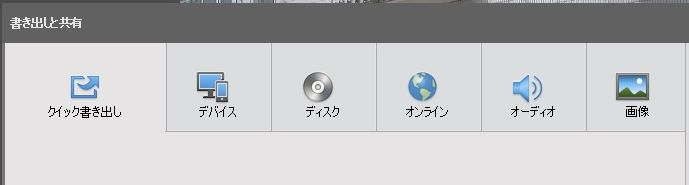 書き出しと共有
クイック書き出し
デバイス
ディスク
オンライン
オーディオ
画像